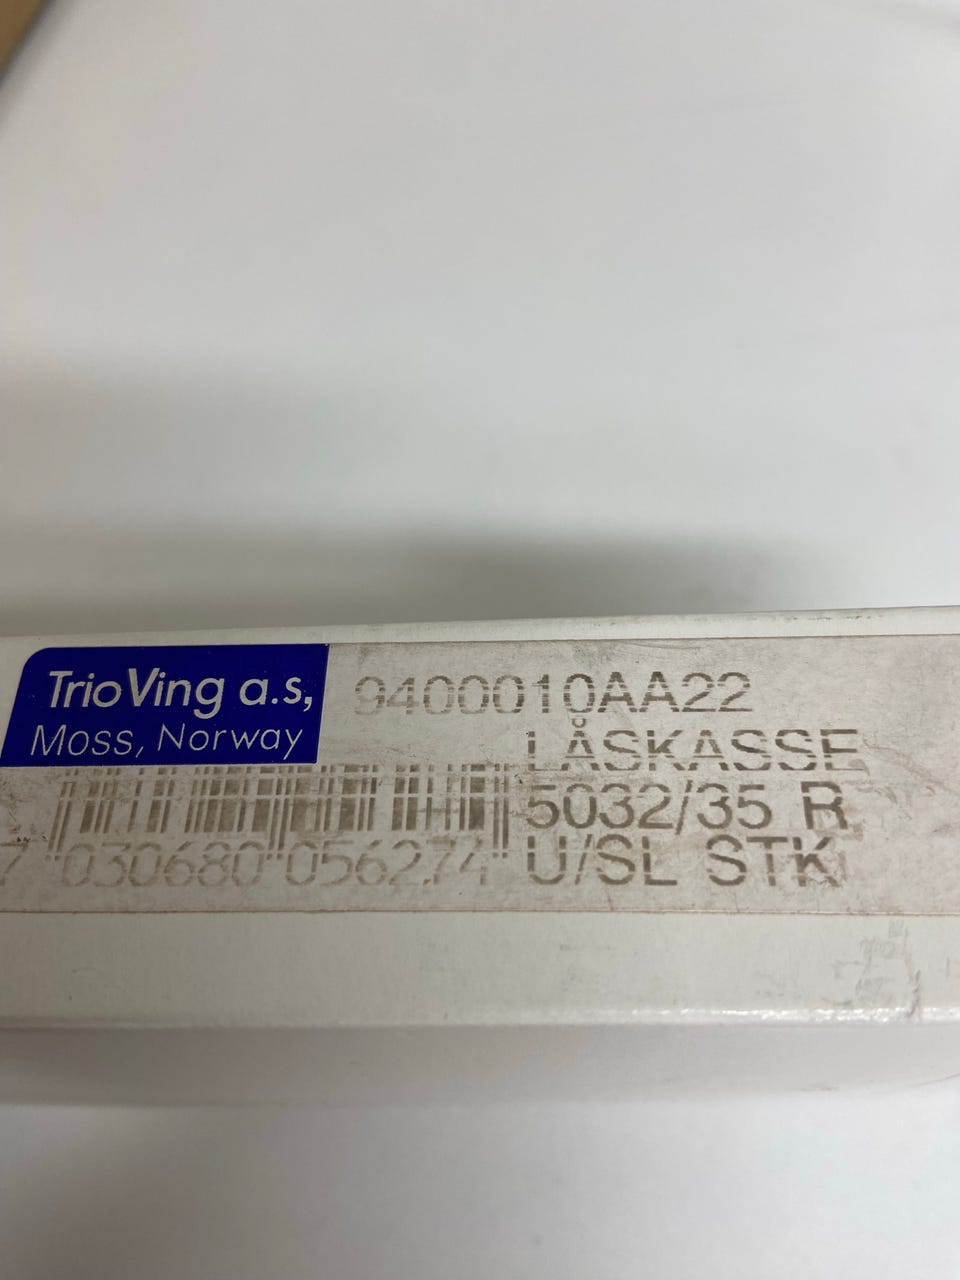 TrioVing a.s,
Moss, Norway
9400010AA22
LÅSKASSE
5032/35 R
U/SL STK
7 030680 056274